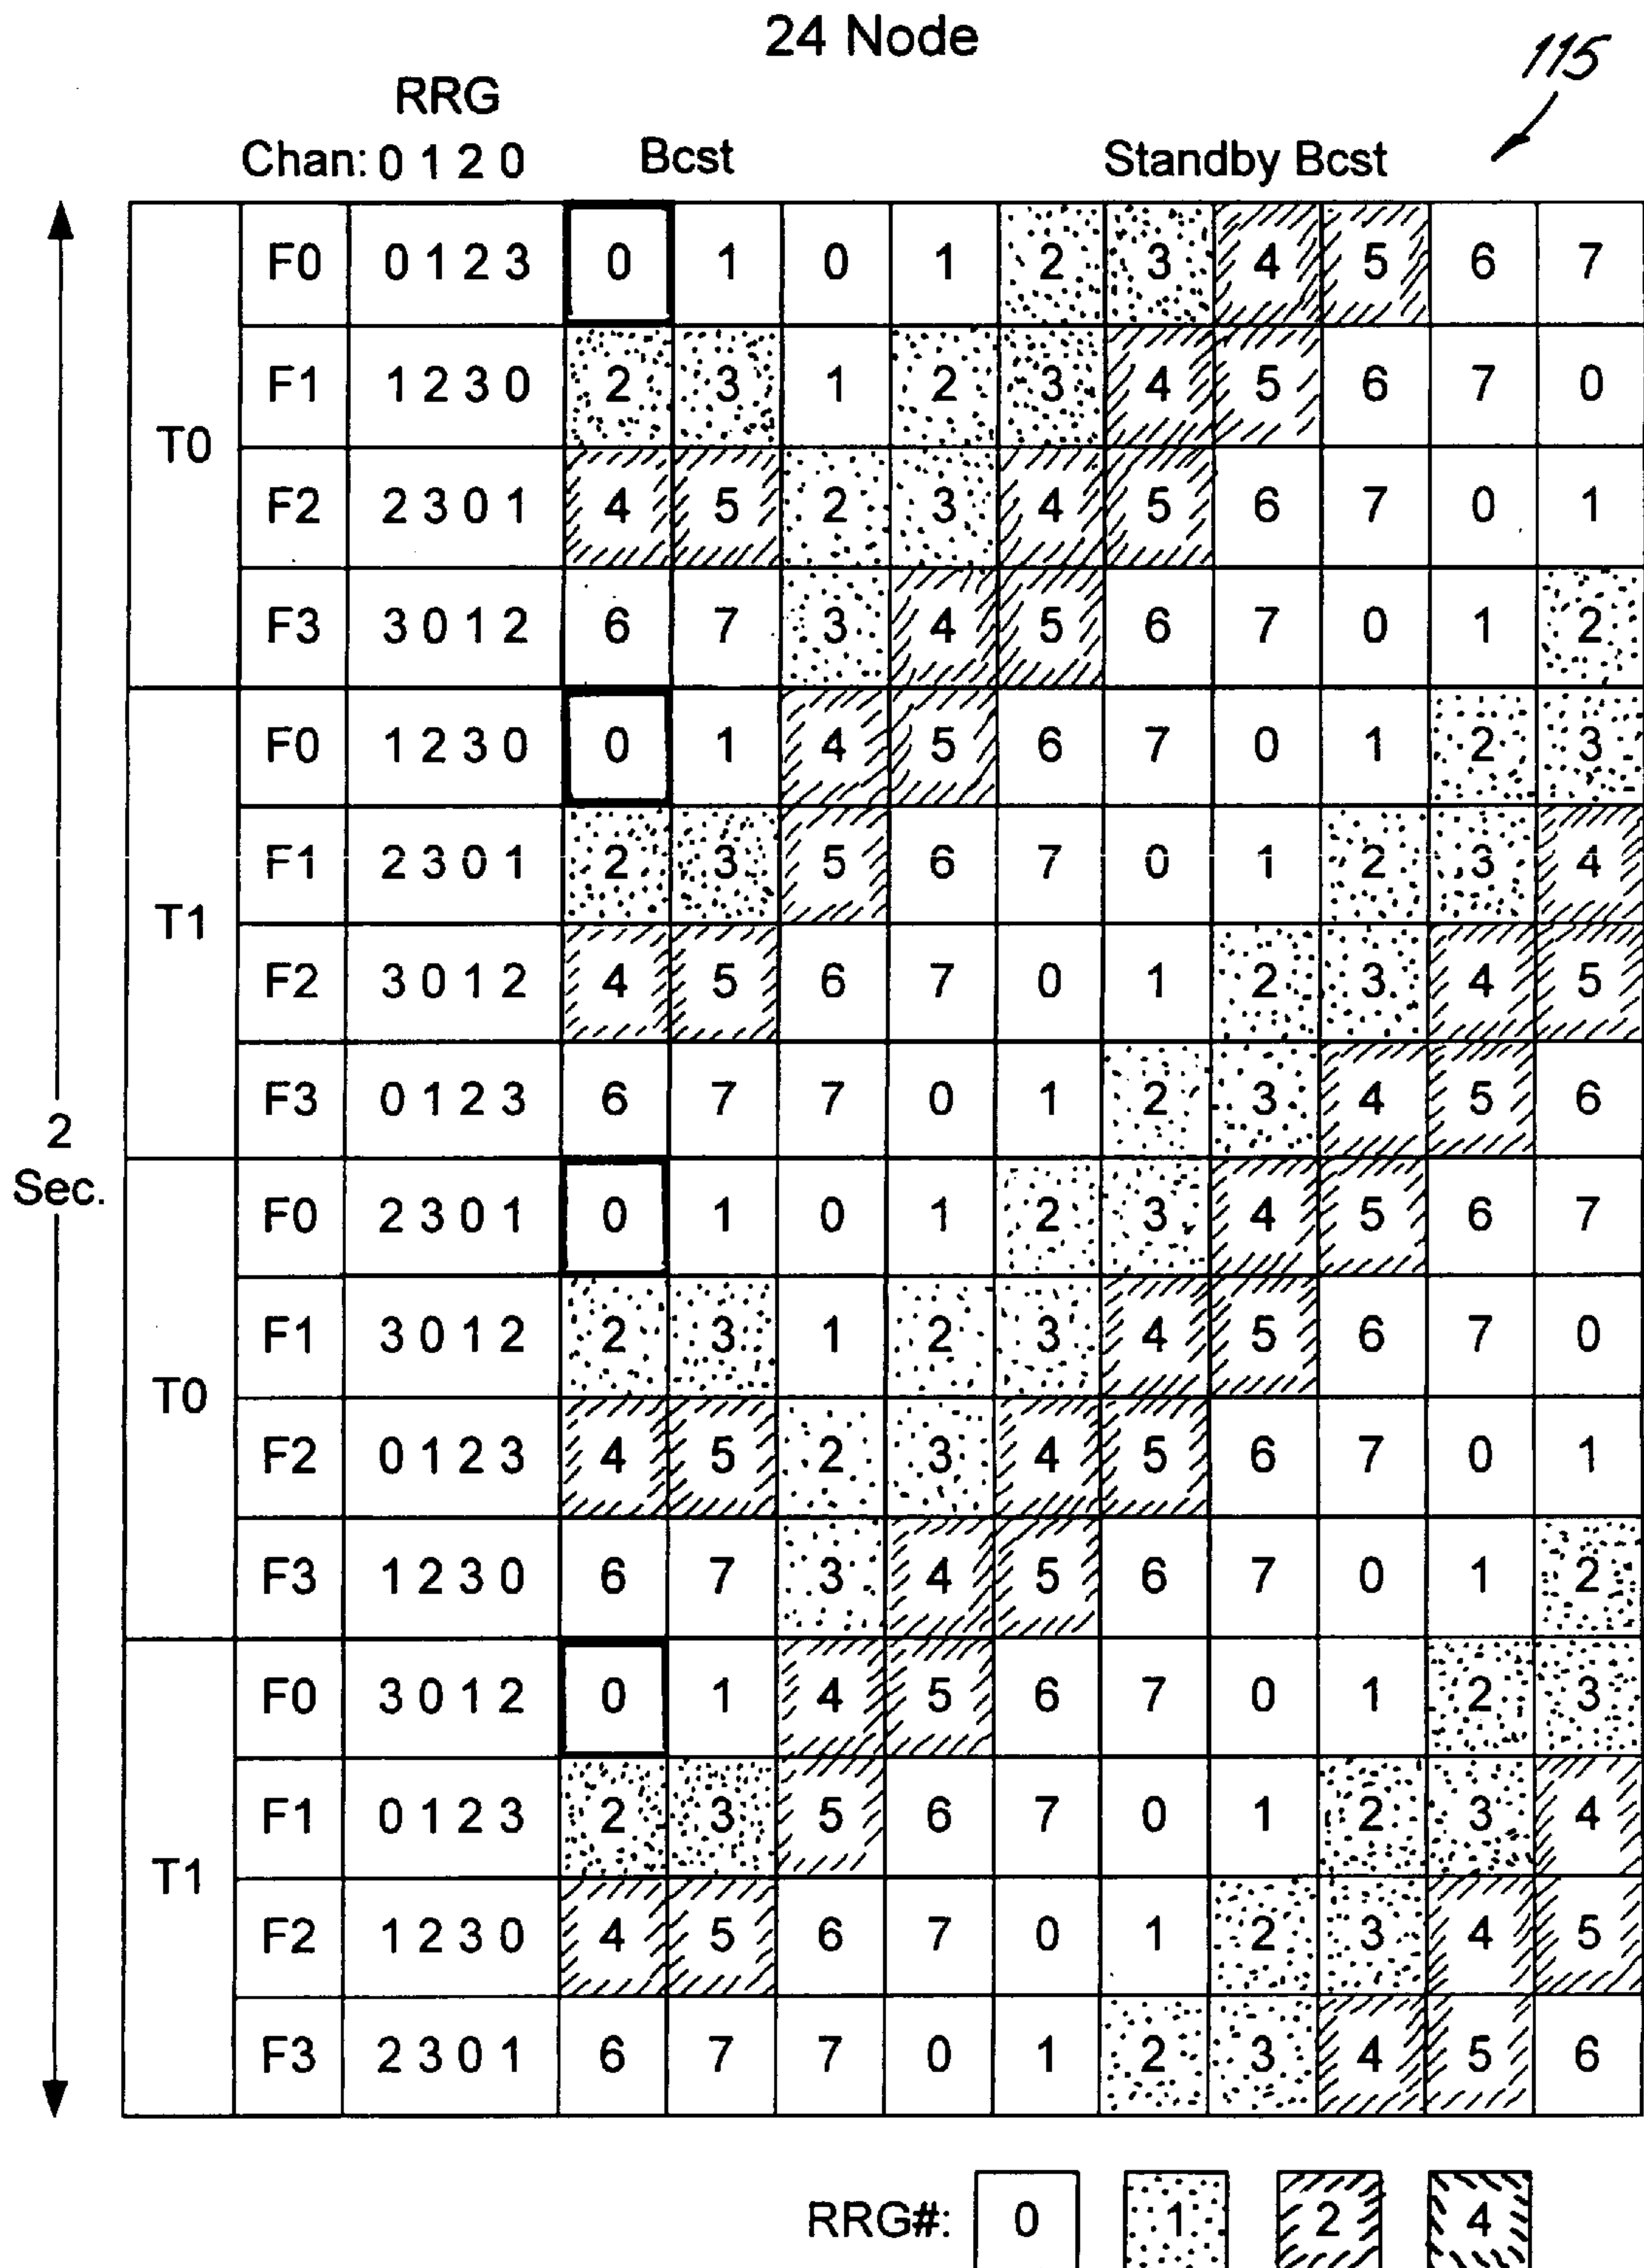 24 Node
115
RRG
Chan: 0 1 2 0 Bcst Standby Bcst
T0 F0 0 1 2 3 0 1 0 1 2 3 4 5 6 7
F1 1 2 3 0 2 3 1 2 3 4 5 6 7 0
F2 2 3 0 1 4 5 2 3 4 5 6 7 0 1
F3 3 0 1 2 6 7 3 4 5 6 7 0 1 2
T1 F0 1 2 3 0 0 1 4 5 6 7 0 1 2 3
F1 2 3 0 1 2 3 5 6 7 0 1 2 3 4
F2 3 0 1 2 4 5 6 7 0 1 2 3 4 5
F3 0 1 2 3 6 7 7 0 1 2 3 4 5 6
2
Sec.
T0 F0 2 3 0 1 0 1 0 1 2 3 4 5 6 7
F1 3 0 1 2 2 3 1 2 3 4 5 6 7 0
F2 0 1 2 3 4 5 2 3 4 5 6 7 0 1
F3 1 2 3 0 6 7 3 4 5 6 7 0 1 2
T1 F0 3 0 1 2 0 1 4 5 6 7 0 1 2 3
F1 0 1 2 3 2 3 5 6 7 0 1 2 3 4
F2 1 2 3 0 4 5 6 7 0 1 2 3 4 5
F3 2 3 0 1 6 7 7 0 1 2 3 4 5 6
RRG#: 0 1 2 4